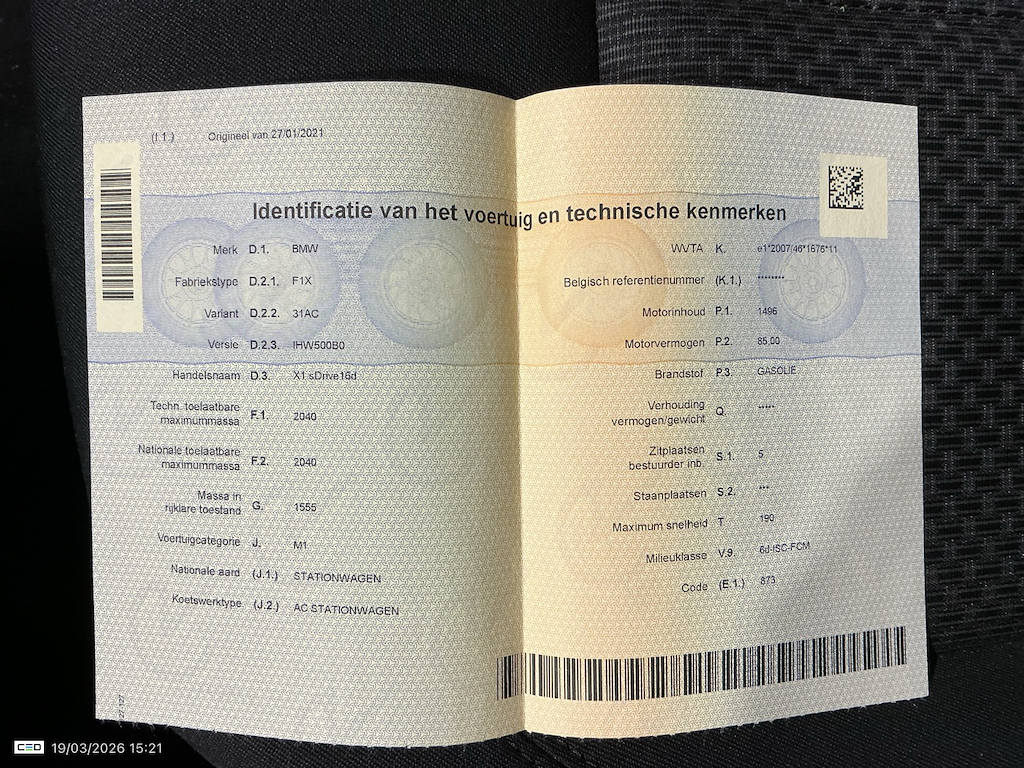 (I.1.) Origineel van 27/01/2021
Identificatie van het voertuig en technische kenmerken
Merk D.1. BMW
Fabriekstype D.2.1. F1X
Variant D.2.2. 31AC
Versie D.2.3. IHW500B0
Handelsnaam D.3. X1 sDrive16d
Techn. toelaatbare
maximummassa F.1. 2040
Nationale toelaatbare
maximummassa F.2. 2040
Massa in
rijklare toestand G. 1555
Voertuigcategorie J. M1
Nationale aard (J.1.) STATIONWAGEN
Koetswerktype (J.2.) AC STATIONWAGEN
WVTA K. e1*2007/46*1676*11
Belgisch referentienummer (K.1.) ********
Motorinhoud P.1. 1496
Motorvermogen P.2. 85,00
Brandstof P.3. GASOLIE
Verhouding
vermogen/gewicht Q. *****
Zitplaatsen
bestuurder inb. S.1. 5
Staanplaatsen S.2. ***
Maximum snelheid T 190
Milieuklasse V.9. 6d-ISC-FCM
Code (E.1.) 873
CEO 19/03/2026 15:21